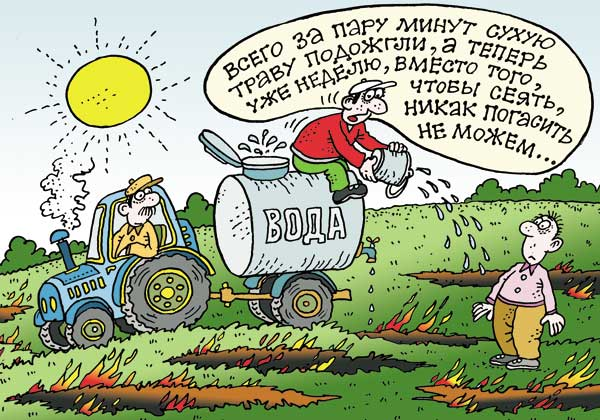 ВСЕГО ЗА ПАРУ МИНУТ СУХУЮ
ТРАВУ ПОДОЖГЛИ, А ТЕПЕРЬ
УЖЕ НЕДЕЛЮ, ВМЕСТО ТОГО,
ЧТОБЫ СЕЯТЬ,
НИКАК ПОГАСИТЬ
НЕ МОЖЕМ...
ВОДА